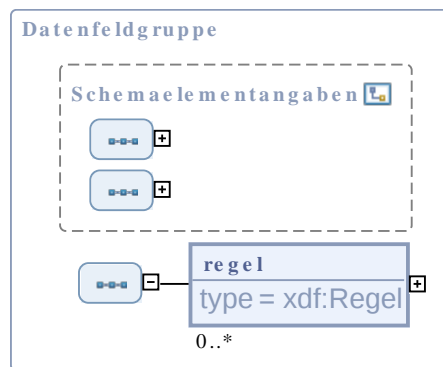 Datenfeldgruppe
Schemaelementangaben
regel
type = xdf:Regel
0..*